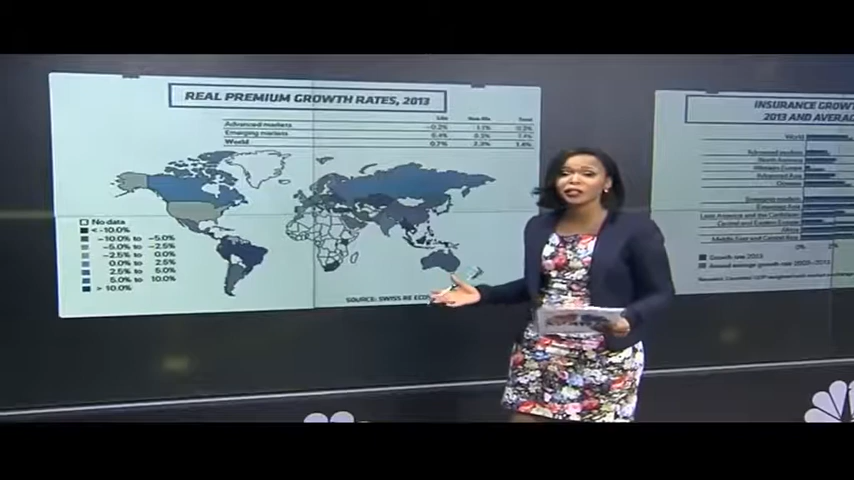 REAL PREMIUM GROWTH RATES, 2013
Life Non-life Total
Advanced markets -0.2% 1.1% 0.3%
Emerging markets 6.4% 7.4%
World 0.7% 2.3% 1.4%
No data
< -10.0%
-10.0 to -5.0%
-5.0 to -2.5%
-2.5 to 0.0%
0.0 to 2.5%
2.5 to 5.0%
5.0 to 10.0%
> 10.0%
SOURCE: SWISS RE ECO
INSURANCE GROWTH
2013 AND AVERAG
World
Advanced markets
North America
Western Europe
Advanced Asia
Oceania
Emerging markets
Emerging Asia
Latin America and the Caribbean
Central and Eastern Europe
Africa
Middle East and Central
0%
Growth rate 2013